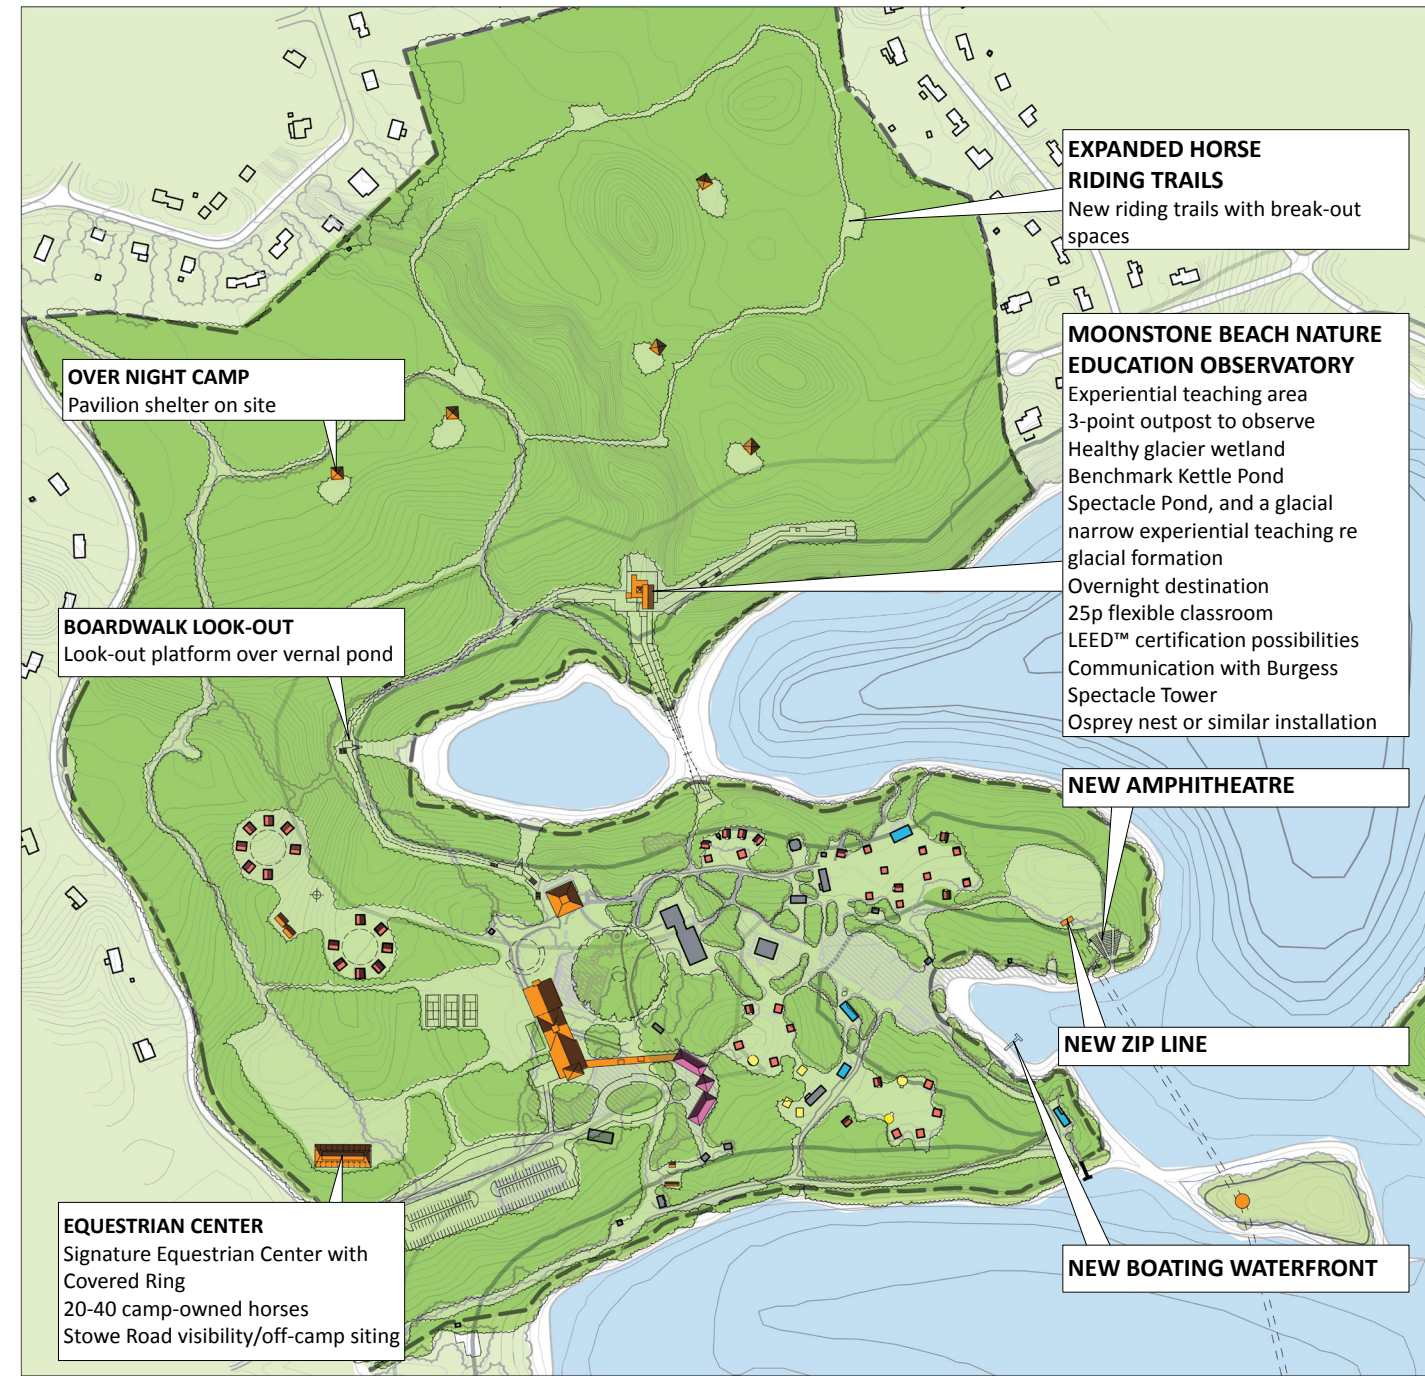 EXPANDED HORSE
RIDING TRAILS
New riding trails with break-out
spaces
MOONSTONE BEACH NATURE
EDUCATION OBSERVATORY
Experiential teaching area
3-point outpost to observe
Healthy glacier wetland
Benchmark Kettle Pond
Spectacle Pond, and a glacial
narrow experiential teaching re
glacial formation
Overnight destination
25p flexible classroom
LEED™ certification possibilities
Communication with Burgess
Spectacle Tower
Osprey nest or similar installation
OVER NIGHT CAMP
Pavilion shelter on site
BOARDWALK LOOK-OUT
Look-out platform over vernal pond
NEW AMPHITHEATRE
NEW ZIP LINE
NEW BOATING WATERFRONT
EQUESTRIAN CENTER
Signature Equestrian Center with
Covered Ring
20-40 camp-owned horses
Stowe Road visibility/off-camp siting